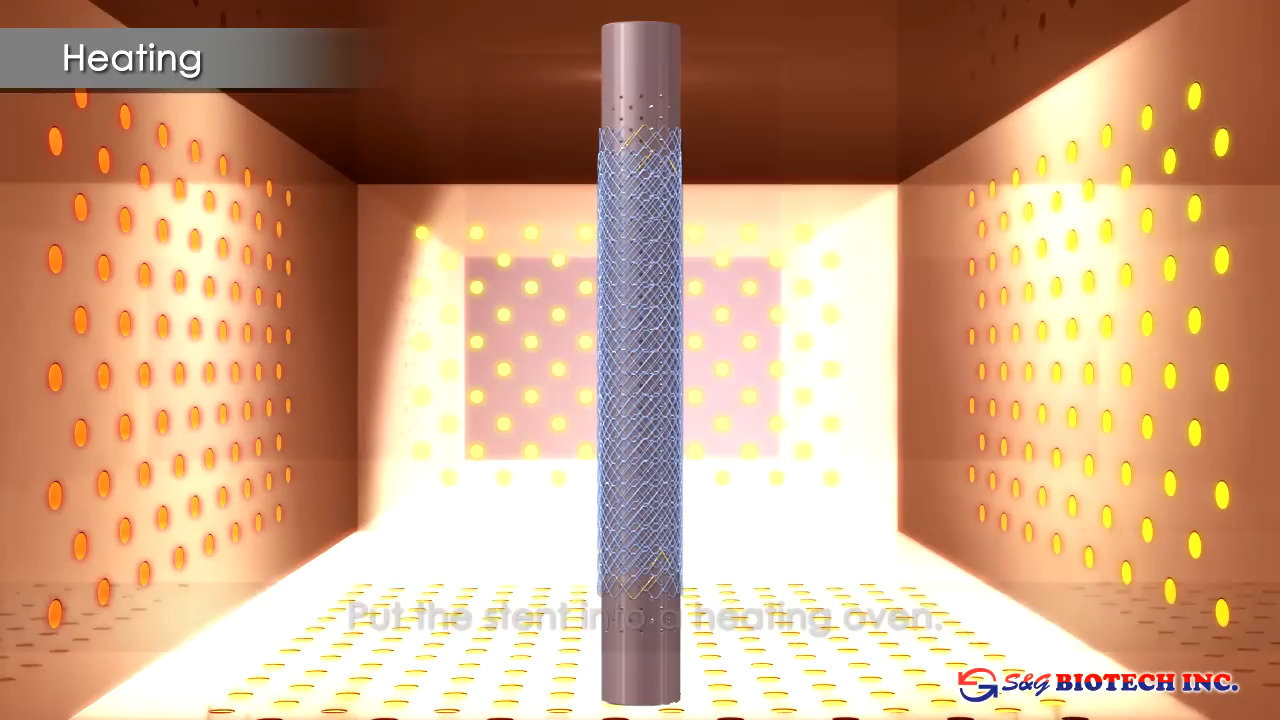 Heating
Put the stent into a heating oven.
S&G BIOTECH INC.